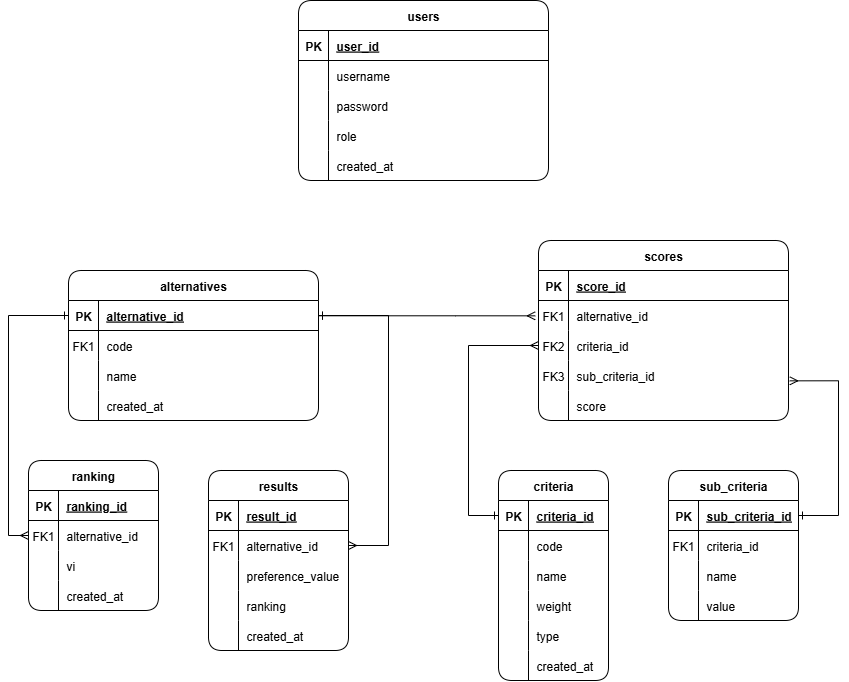 users
PK user_id
username
password
role
created_at
alternatives
PK alternative_id
FK1 code
name
created_at
scores
PK score_id
FK1 alternative_id
FK2 criteria_id
FK3 sub_criteria_id
score
ranking
PK ranking_id
FK1 alternative_id
vi
created_at
results
PK result_id
FK1 alternative_id
preference_value
ranking
created_at
criteria
PK criteria_id
code
name
weight
type
created_at
sub_criteria
PK sub_criteria_id
FK1 criteria_id
name
value